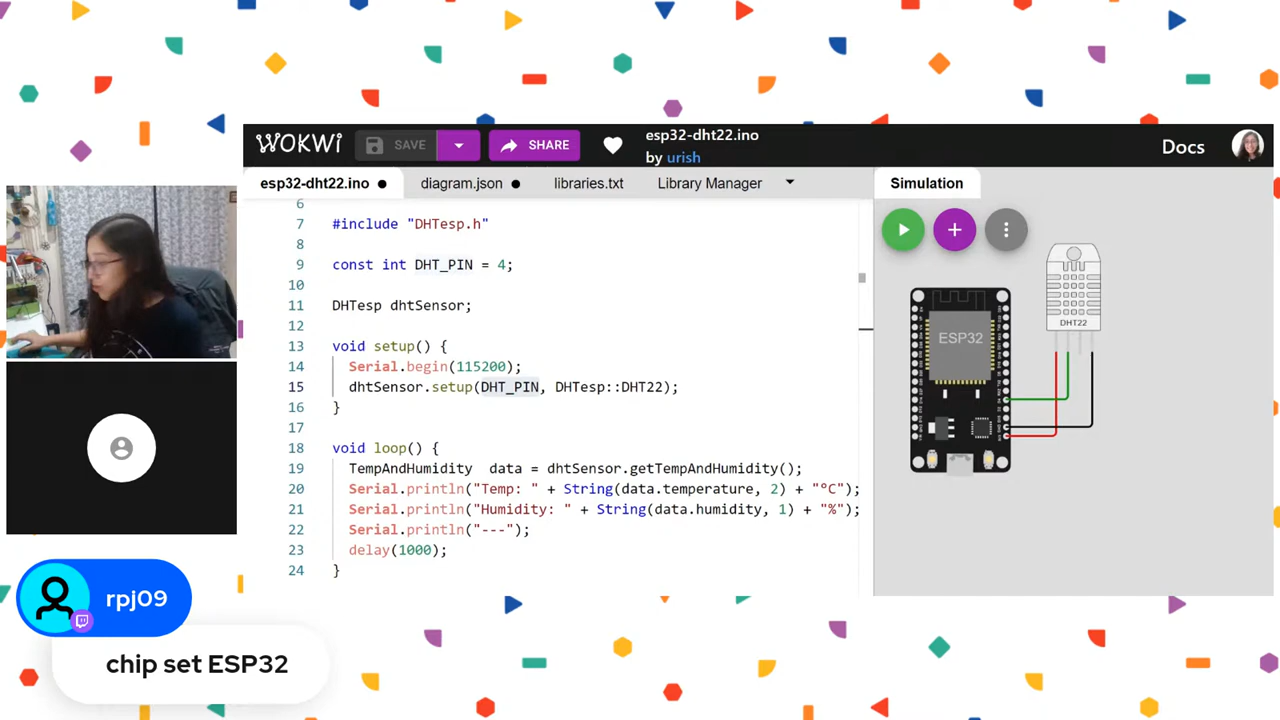 WOKWI
SAVE
SHARE
esp32-dht22.ino
by urish
Docs
esp32-dht22.ino
diagram.json
libraries.txt
Library Manager
Simulation
6
7 #include "DHTesp.h"
8
9 const int DHT_PIN = 4;
10
11 DHTesp dhtSensor;
12
13 void setup() {
14 Serial.begin(115200);
15 dhtSensor.setup(DHT_PIN, DHTesp::DHT22);
16 }
17
18 void loop() {
19 TempAndHumidity data = dhtSensor.getTempAndHumidity();
20 Serial.println("Temp: " + String(data.temperature, 2) + "°C");
21 Serial.println("Humidity: " + String(data.humidity, 1) + "%");
22 Serial.println("---");
23 delay(1000);
24 }
ESP32
DHT22
rpj09
chip set ESP32